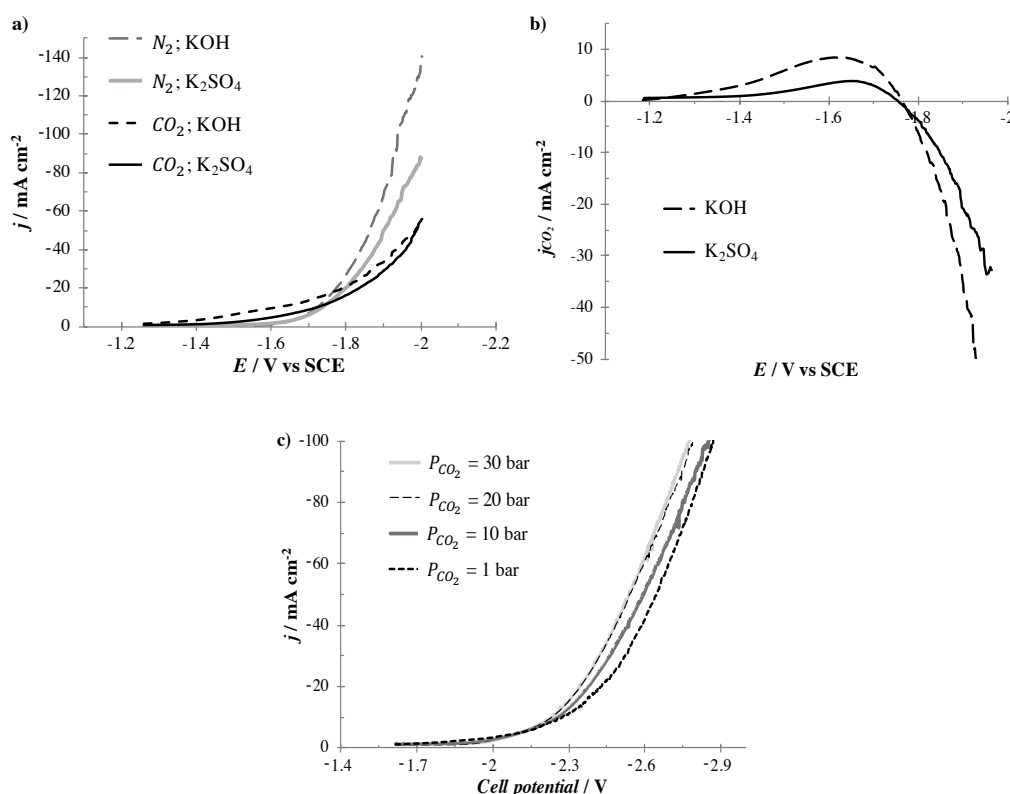 a)
N₂; KOH
N₂; K₂SO₄
CO₂; KOH
CO₂; K₂SO₄
j / mA cm⁻²
-140
-120
-100
-80
-60
-40
-20
0
-1.2
-1.4
-1.6
-1.8
-2
-2.2
E / V vs SCE
b)
10
0
-10
-20
-30
-40
-50
-1.2
-1.4
-1.6
-1.8
-2
KOH
K₂SO₄
jCO₂ / mA cm⁻²
E / V vs SCE
c)
-100
-80
-60
-40
-20
0
P_CO₂ = 30 bar
P_CO₂ = 20 bar
P_CO₂ = 10 bar
P_CO₂ = 1 bar
j / mA cm⁻²
-1.4
-1.7
-2
-2.3
-2.6
-2.9
Cell potential / V